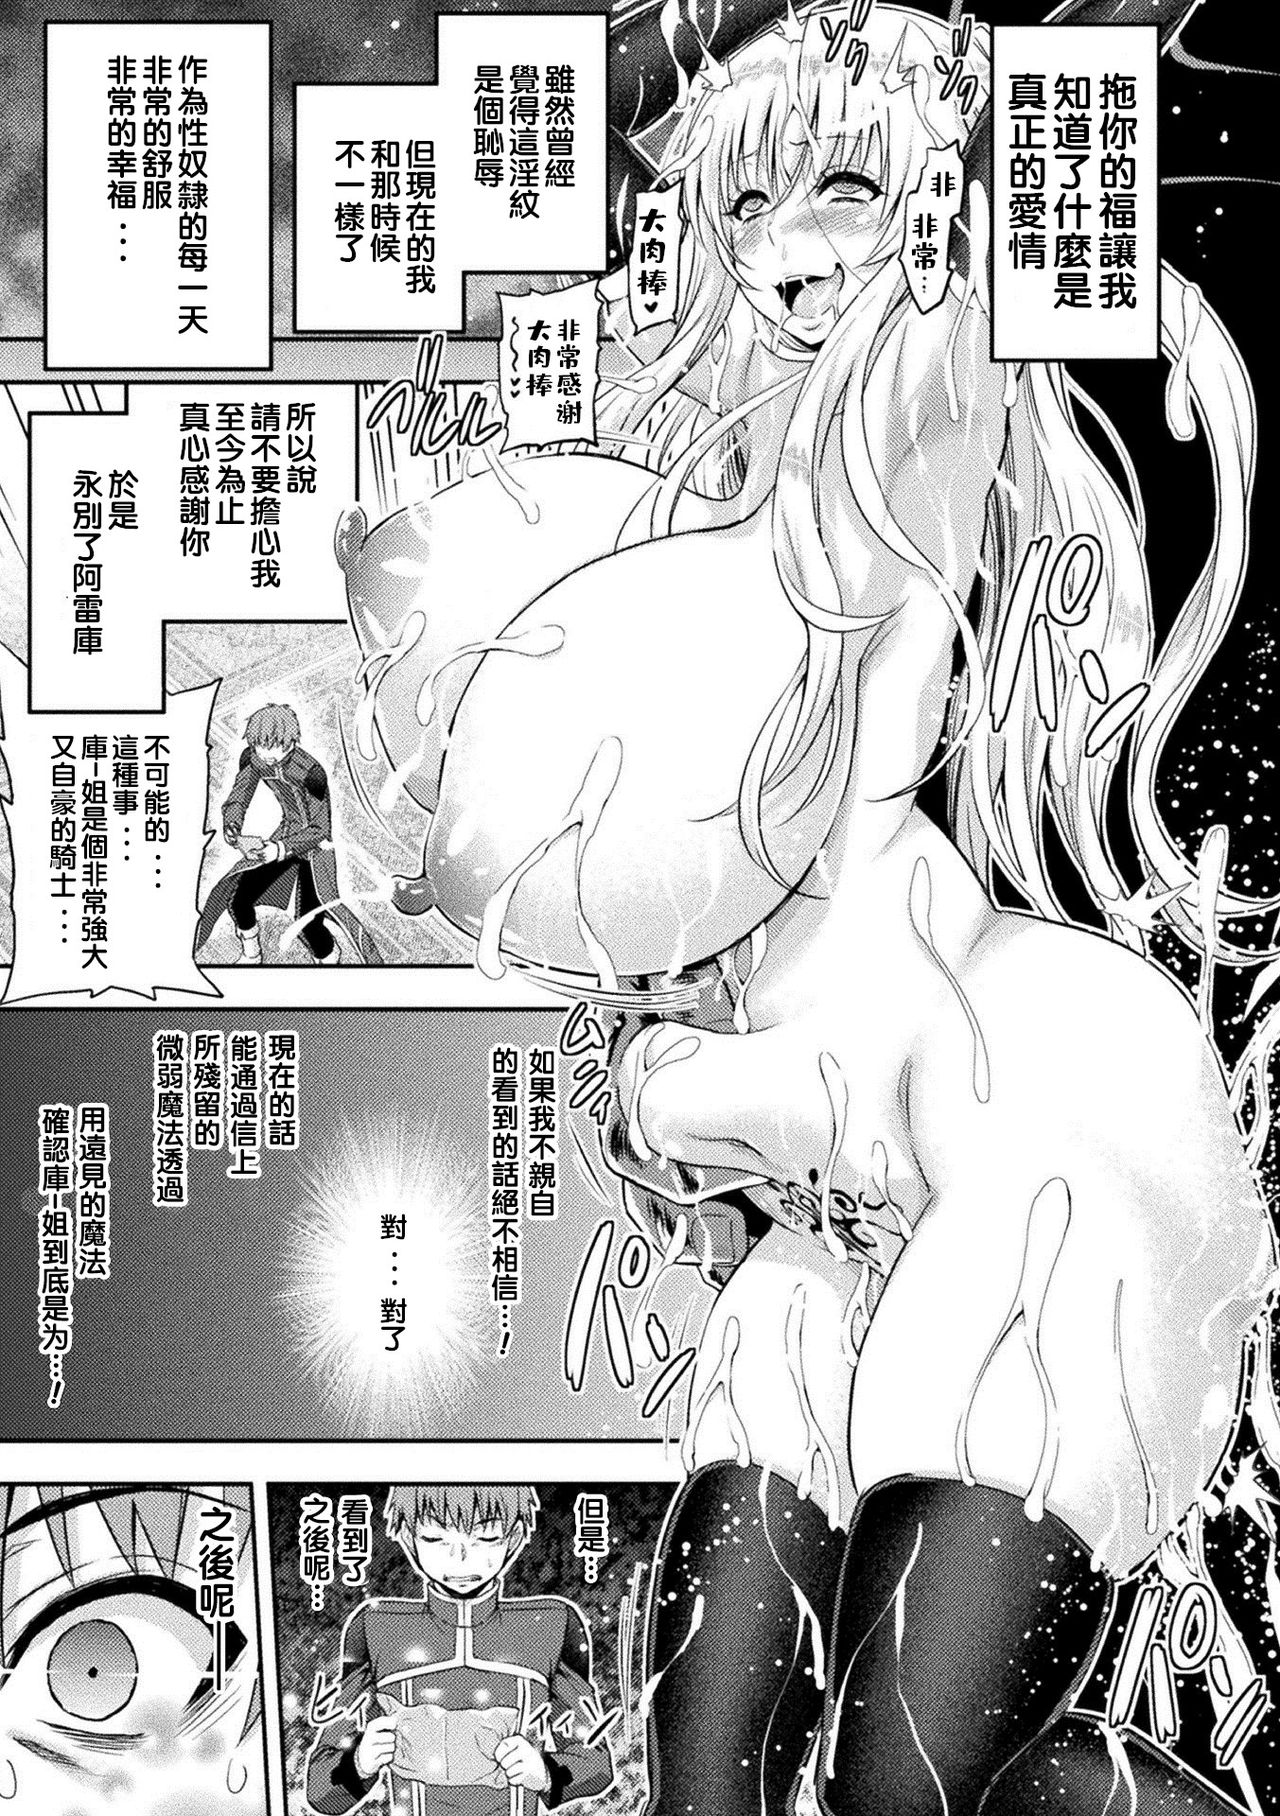 拖你的福讓我
知道了什麼是
真正的愛情
非
非常…
大肉棒♥
雖然曾經
覺得這淫紋
是個恥辱
但現在的我
和那時候
不一樣了
作為性奴隸的每一天
非常的舒服
非常的幸福...
非常感谢
大肉棒
所以說
請不要擔心我
至今為止
真心感謝你
於是
永別了阿雷庫
不可能的...
這種事...
庫-姐是個非常強大
又自豪的騎士...
如果我不親自
的看到的話絕不相信…!
對...對了
現在的話
能通過信上
所殘留的
微弱魔法透過
用遠見的魔法
確認庫-姐到底是为…!
但是…
看到了
之後呢…
之後呢—